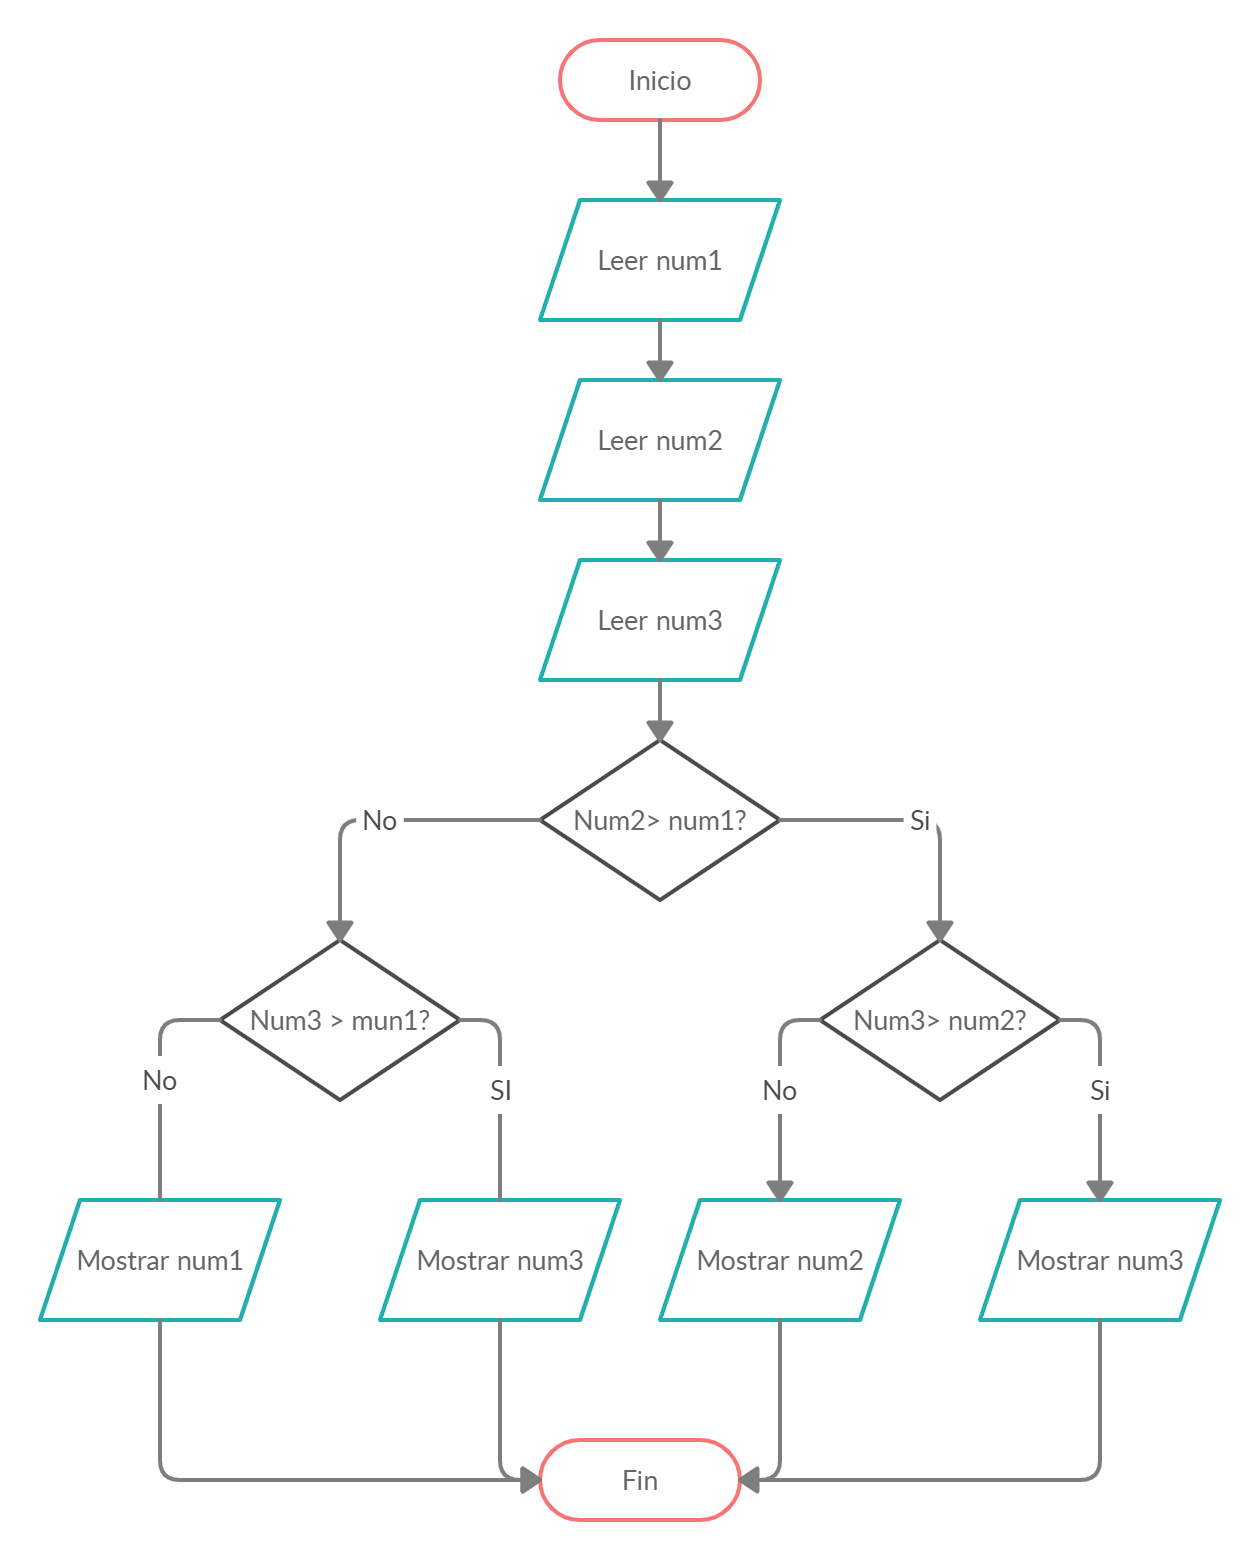 Inicio
Leer num1
Leer num2
Leer num3
Num2> num1?
No
Si
Num3 > mun1?
Num3> num2?
No
SI
No
Si
Mostrar num1
Mostrar num3
Mostrar num2
Mostrar num3
Fin